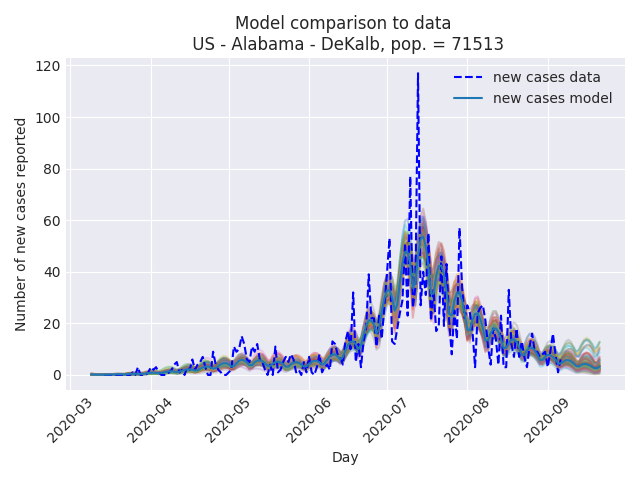 Model comparison to data
US - Alabama - DeKalb, pop. = 71513
new cases data
new cases model
Number of new cases reported
120
100
80
60
40
20
0
2020-03
2020-04
2020-05
2020-06
2020-07
2020-08
2020-09
Day